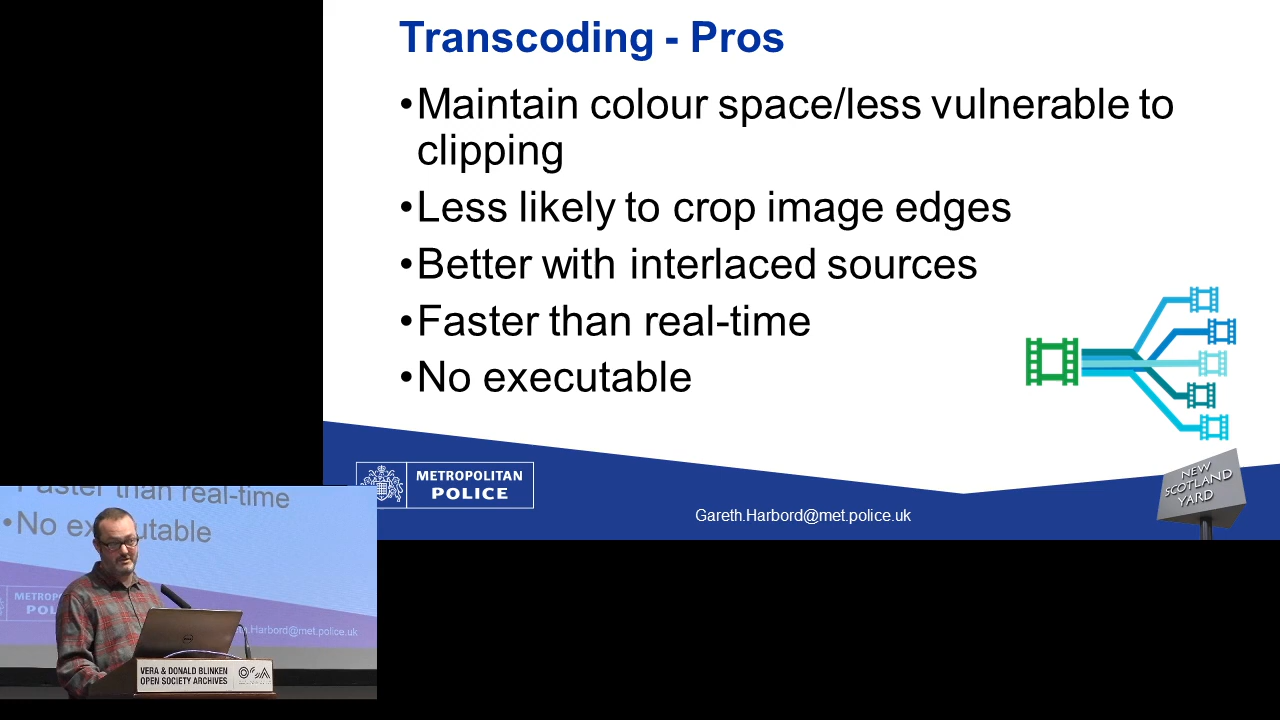 Transcoding - Pros
•Maintain colour space/less vulnerable to
clipping
•Less likely to crop image edges
•Better with interlaced sources
•Faster than real-time
•No executable
METROPOLITAN
POLICE
Gareth.Harbord@met.police.uk
NEW
SCOTLAND
YARD
Faster than real-time
•No executable
METROP
POL
Harbord@met.police.uk
VERA & DONALD BLINKEN
OPEN SOCIETY ARCHIVES
OSA